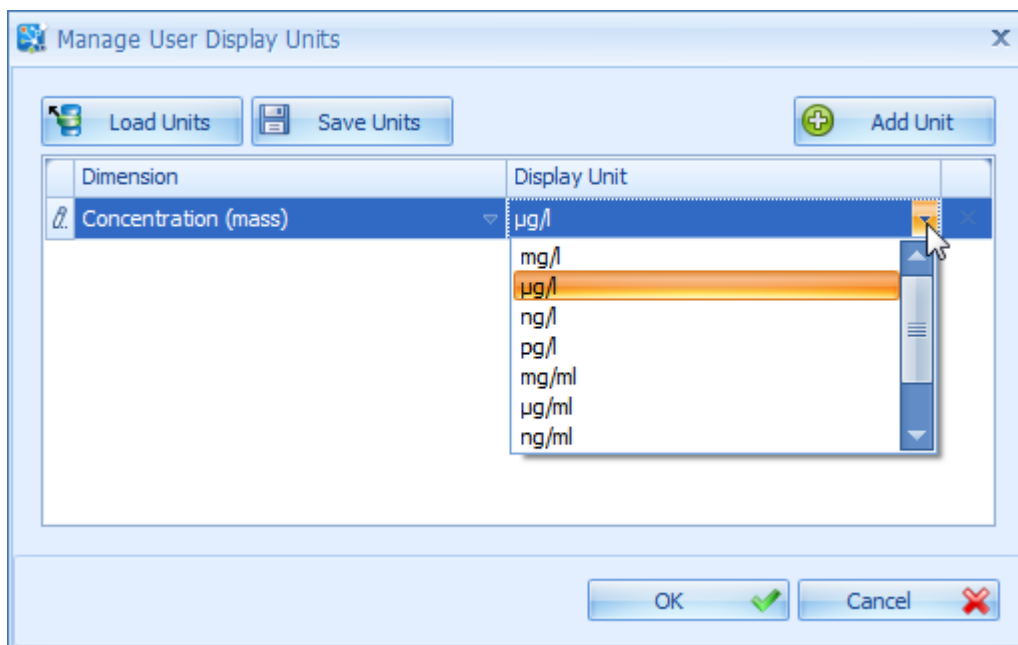 Manage User Display Units
Load Units
Save Units
Add Unit
Dimension
Display Unit
Concentration (mass)
µg/l
mg/l
µg/l
ng/l
pg/l
mg/ml
µg/ml
ng/ml
OK
Cancel